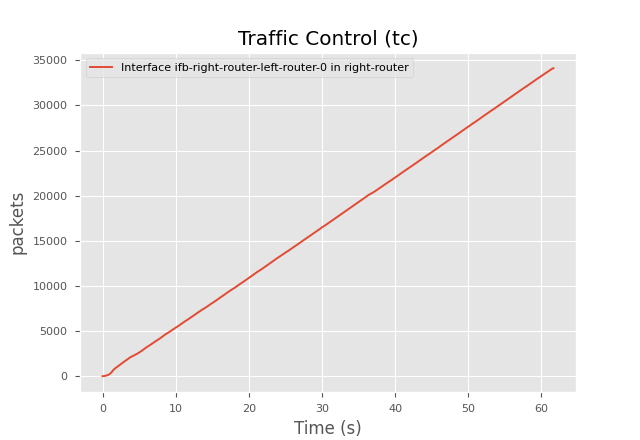 Traffic Control (tc)
Interface ifb-right-router-left-router-0 in right-router
35000
30000
25000
20000
15000
10000
5000
0
packets
0 10 20 30 40 50 60
Time (s)